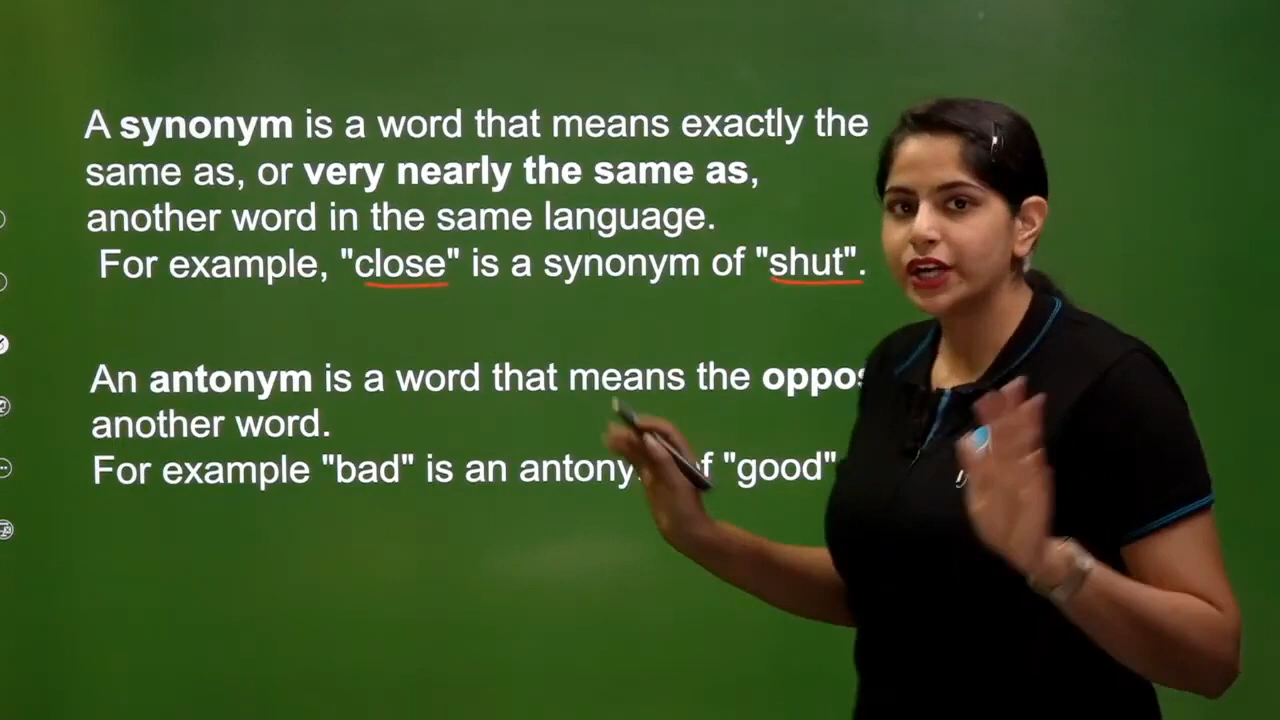 A synonym is a word that means exactly the
same as, or very nearly the same as,
another word in the same language.
For example, "close" is a synonym of "shut".
An antonym is a word that means the
another word.
For example "bad" is an of "good"